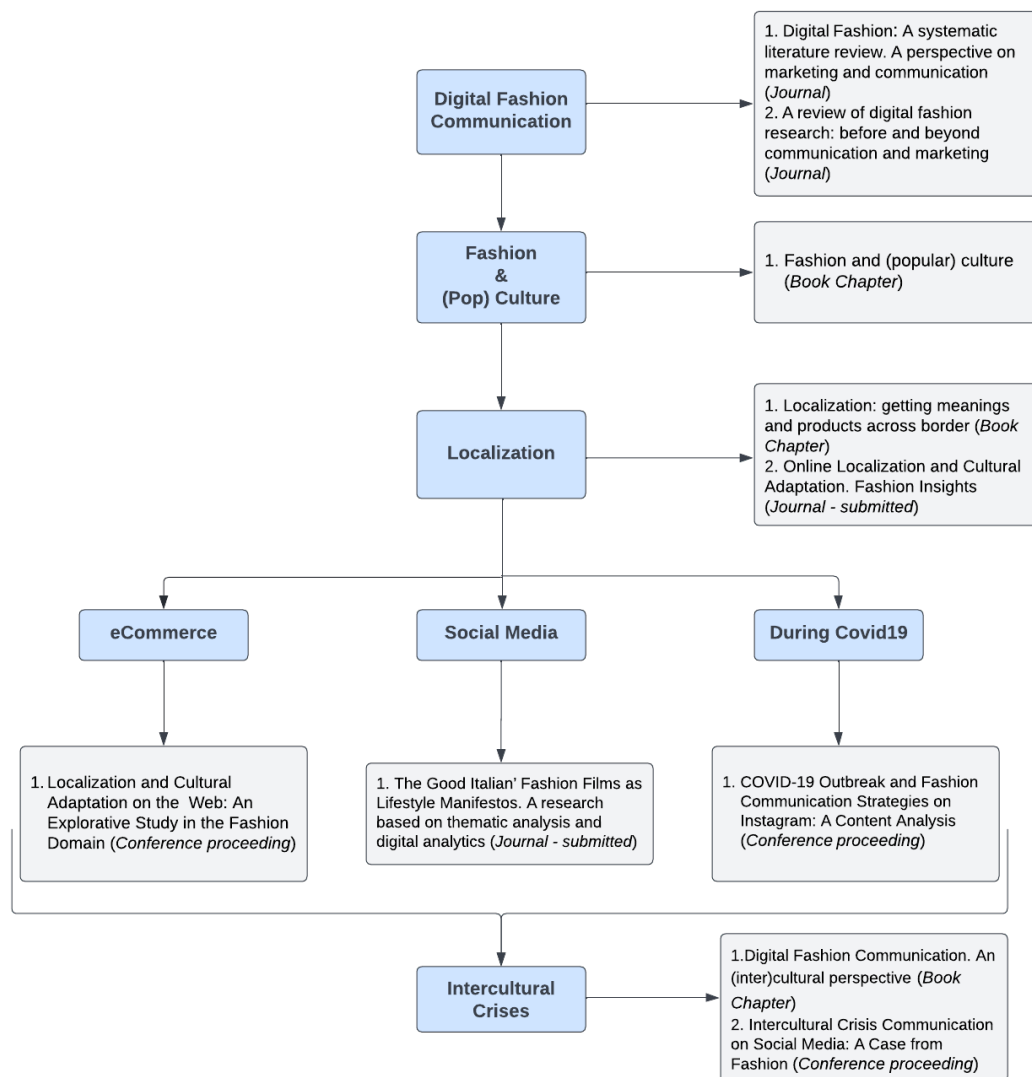 Digital Fashion
Communication
1. Digital Fashion: A systematic
literature review. A perspective on
marketing and communication
(Journal)
2. A review of digital fashion
research: before and beyond
communication and marketing
(Journal)
Fashion
&
(Pop) Culture
1. Fashion and (popular) culture
(Book Chapter)
Localization
1. Localization: getting meanings
and products across border (Book
Chapter)
2. Online Localization and Cultural
Adaptation. Fashion Insights
(Journal - submitted)
eCommerce
Social Media
During Covid19
1. Localization and Cultural
Adaptation on the Web: An
Explorative Study in the Fashion
Domain (Conference proceeding)
1. The Good Italian’ Fashion Films as
Lifestyle Manifestos. A research
based on thematic analysis and
digital analytics (Journal - submitted)
1. COVID-19 Outbreak and Fashion
Communication Strategies on
Instagram: A Content Analysis
(Conference proceeding)
Intercultural
Crises
1.Digital Fashion Communication. An
(inter)cultural perspective (Book
Chapter)
2. Intercultural Crisis Communication
on Social Media: A Case from
Fashion (Conference proceeding)